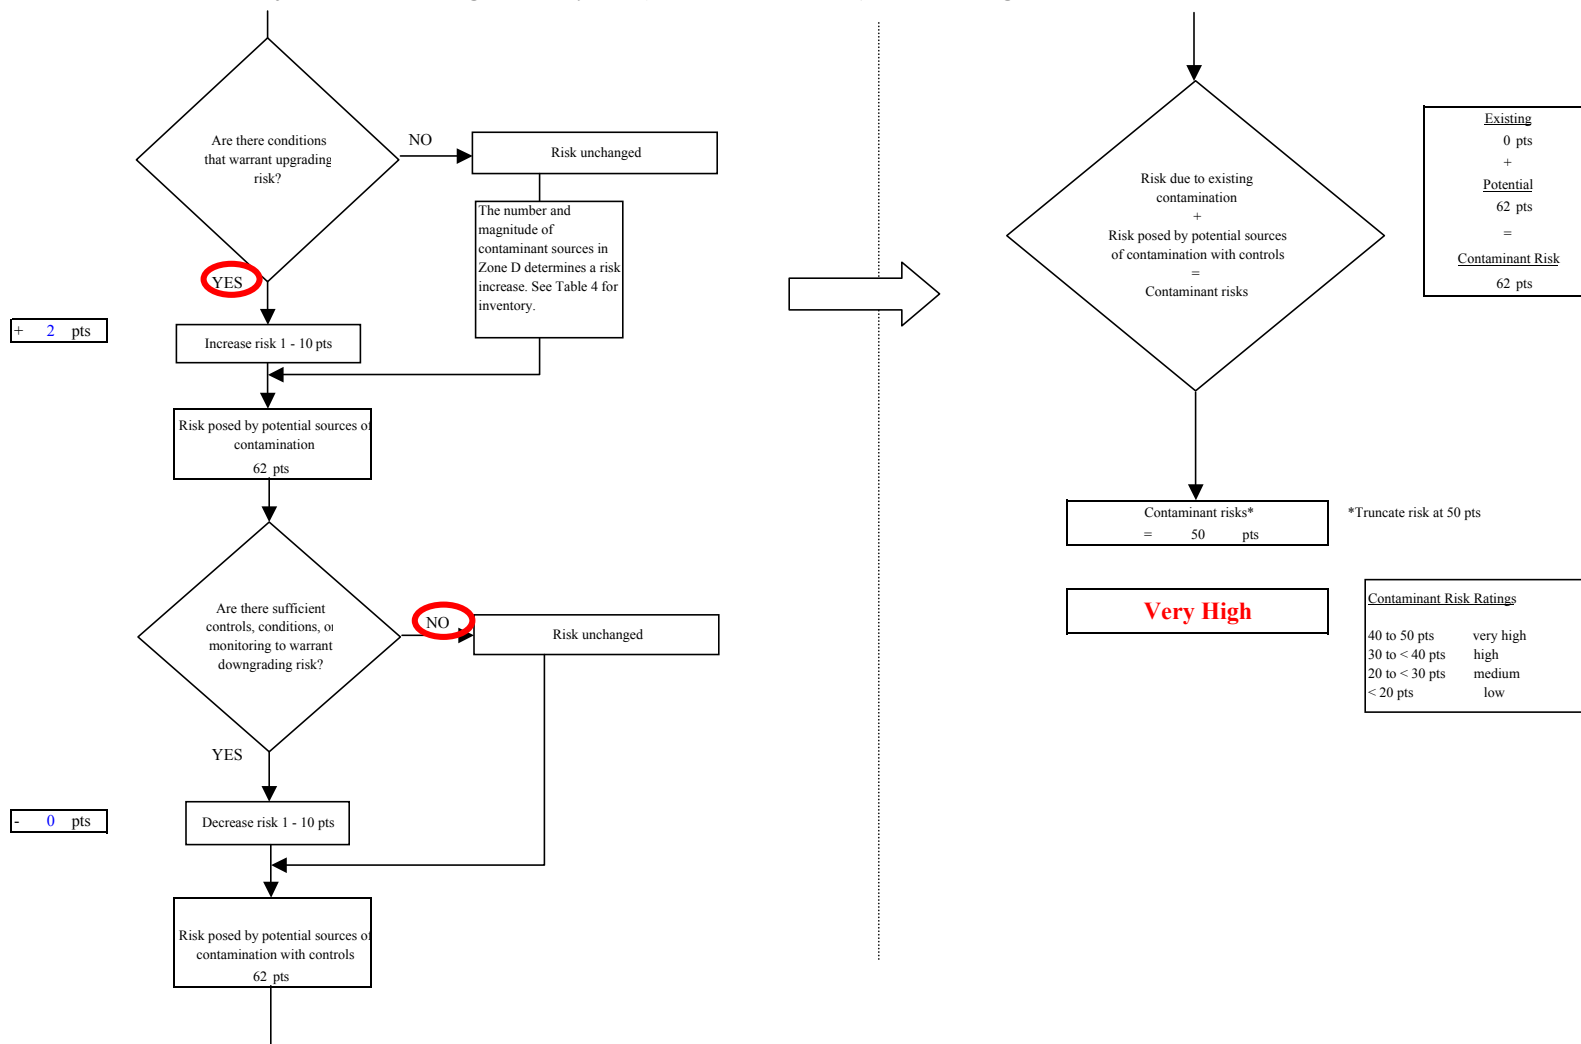 Are there conditions
that warrant upgrading
risk?
NO
Risk unchanged
The number and
magnitude of
contaminant sources in
Zone D determines a risk
increase. See Table 4 for
inventory.
YES
+ 2 pts
Increase risk 1 - 10 pts
Risk posed by potential sources of
contamination
62 pts
Are there sufficient
controls, conditions, or
monitoring to warrant
downgrading risk?
NO
Risk unchanged
YES
- 0 pts
Decrease risk 1 - 10 pts
Risk posed by potential sources of
contamination with controls
62 pts
Risk due to existing
contamination
+
Risk posed by potential sources
of contamination with controls
=
Contaminant risks
Existing
0 pts
+
Potential
62 pts
=
Contaminant Risk
62 pts
Contaminant risks*
= 50 pts
*Truncate risk at 50 pts
Very High
Contaminant Risk Ratings
40 to 50 pts very high
30 to < 40 pts high
20 to < 30 pts medium
< 20 pts low